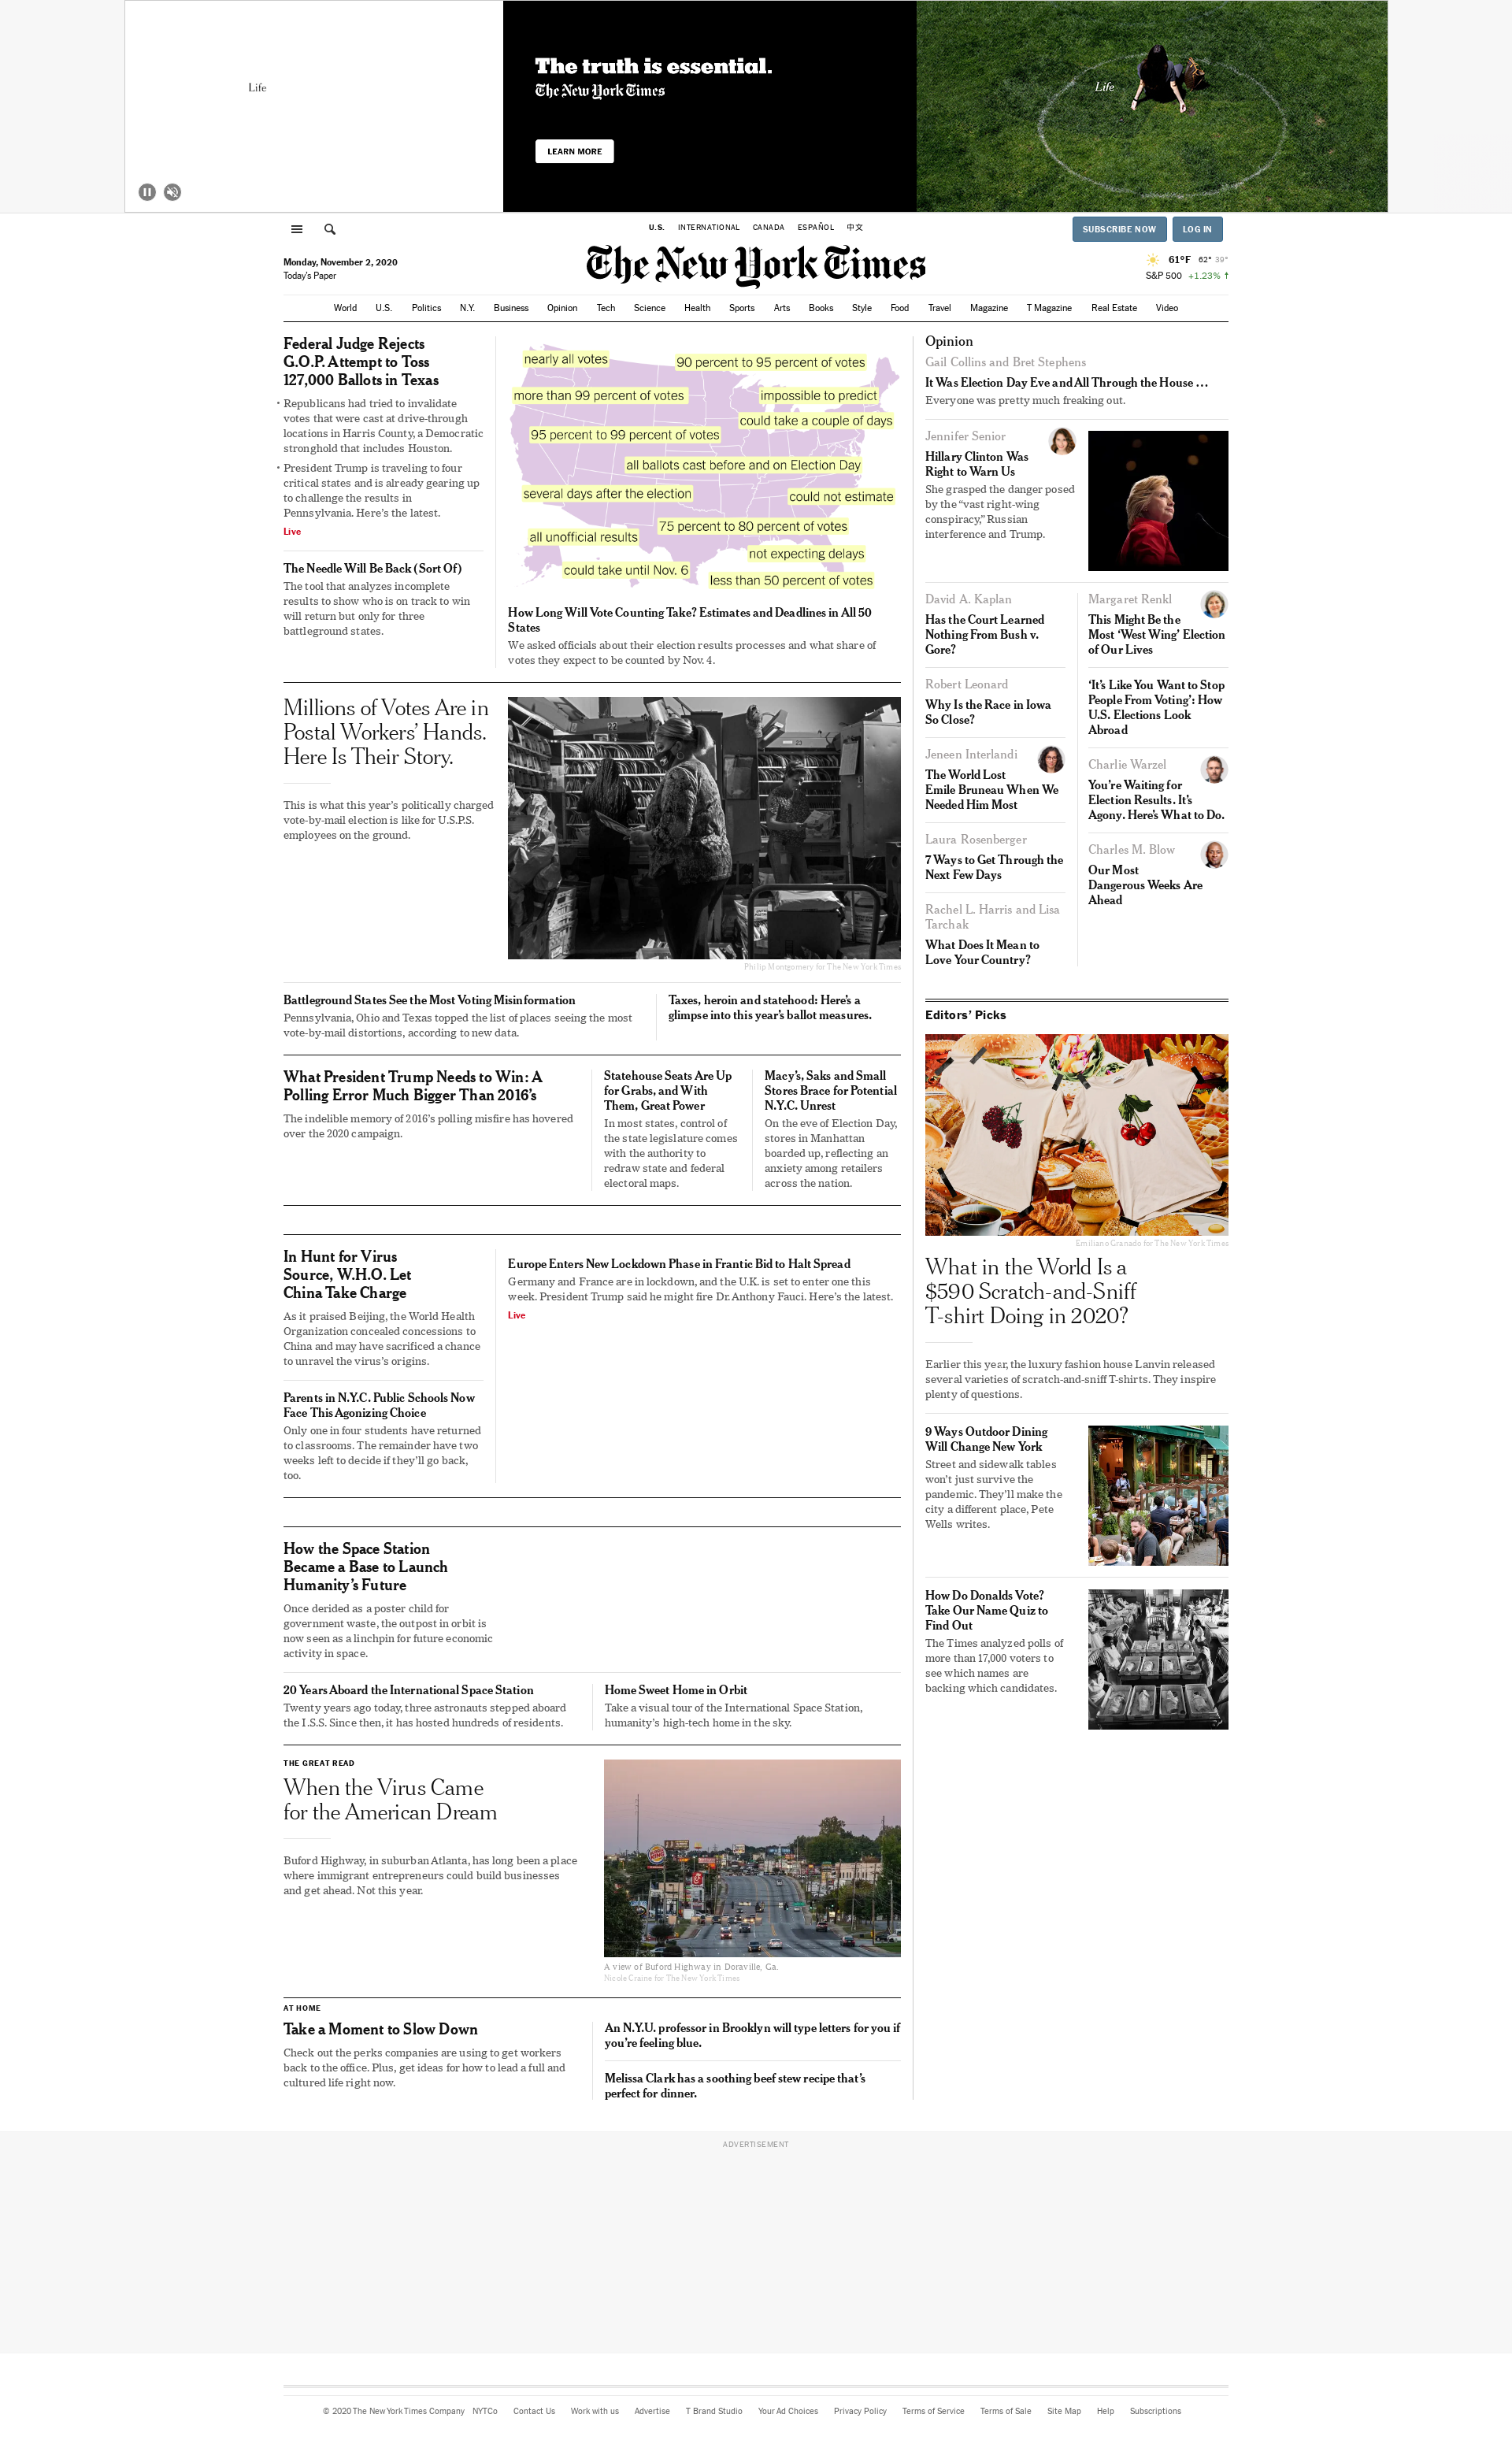 Life
The truth is essential.
The New York Times
LEARN MORE
Life
U.S. INTERNATIONAL CANADA ESPAÑOL 中文
SUBSCRIBE NOW LOG IN
Monday, November 2, 2020
Today's Paper
The New York Times
61°F 62° 39°
S&P 500 +1.23% ↑
World U.S. Politics N.Y. Business Opinion Tech Science Health Sports Arts Books Style Food Travel Magazine T Magazine Real Estate Video
Federal Judge Rejects
G.O.P. Attempt to Toss
127,000 Ballots in Texas
• Republicans had tried to invalidate
votes that were cast at drive-through
locations in Harris County, a Democratic
stronghold that includes Houston.
• President Trump is traveling to four
critical states and is already gearing up
to challenge the results in
Pennsylvania. Here's the latest.
Live
The Needle Will Be Back (Sort Of)
The tool that analyzes incomplete
results to show who is on track to win
will return but only for three
battleground states.
nearly all votes
90 percent to 95 percent of votes
more than 99 percent of votes
impossible to predict
could take a couple of days
95 percent to 99 percent of votes
all ballots cast before and on Election Day
several days after the election
could not estimate
75 percent to 80 percent of votes
all unofficial results
not expecting delays
could take until Nov. 6
less than 50 percent of votes
How Long Will Vote Counting Take? Estimates and Deadlines in All 50
States
We asked officials about their election results processes and what share of
votes they expect to be counted by Nov. 4.
Millions of Votes Are in
Postal Workers' Hands.
Here Is Their Story.
This is what this year's politically charged
vote-by-mail election is like for U.S.P.S.
employees on the ground.
Philip Montgomery for The New York Times
Battleground States See the Most Voting Misinformation
Pennsylvania, Ohio and Texas topped the list of places seeing the most
vote-by-mail distortions, according to new data.
Taxes, heroin and statehood: Here's a
glimpse into this year's ballot measures.
What President Trump Needs to Win: A
Polling Error Much Bigger Than 2016's
The indelible memory of 2016's polling misfire has hovered
over the 2020 campaign.
Statehouse Seats Are Up
for Grabs, and With
Them, Great Power
In most states, control of
the state legislature comes
with the authority to
redraw state and federal
electoral maps.
Macy's, Saks and Small
Stores Brace for Potential
N.Y.C. Unrest
On the eve of Election Day,
stores in Manhattan
boarded up, reflecting an
anxiety among retailers
across the nation.
In Hunt for Virus
Source, W.H.O. Let
China Take Charge
As it praised Beijing, the World Health
Organization concealed concessions to
China and may have sacrificed a chance
to unravel the virus's origins.
Parents in N.Y.C. Public Schools Now
Face This Agonizing Choice
Only one in four students have returned
to classrooms. The remainder have two
weeks left to decide if they'll go back,
too.
Europe Enters New Lockdown Phase in Frantic Bid to Halt Spread
Germany and France are in lockdown, and the U.K. is set to enter one this
week. President Trump said he might fire Dr. Anthony Fauci. Here's the latest.
Live
How the Space Station
Became a Base to Launch
Humanity's Future
Once derided as a poster child for
government waste, the outpost in orbit is
now seen as a linchpin for future economic
activity in space.
20 Years Aboard the International Space Station
Twenty years ago today, three astronauts stepped aboard
the I.S.S. Since then, it has hosted hundreds of residents.
Home Sweet Home in Orbit
Take a visual tour of the International Space Station,
humanity's high-tech home in the sky.
THE GREAT READ
When the Virus Came
for the American Dream
Buford Highway, in suburban Atlanta, has long been a place
where immigrant entrepreneurs could build businesses
and get ahead. Not this year.
A view of Buford Highway in Doraville, Ga.
Nicole Craine for The New York Times
AT HOME
Take a Moment to Slow Down
Check out the perks companies are using to get workers
back to the office. Plus, get ideas for how to lead a full and
cultured life right now.
An N.Y.U. professor in Brooklyn will type letters for you if
you're feeling blue.
Melissa Clark has a soothing beef stew recipe that's
perfect for dinner.
Opinion
Gail Collins and Bret Stephens
It Was Election Day Eve and All Through the House …
Everyone was pretty much freaking out.
Jennifer Senior
Hillary Clinton Was
Right to Warn Us
She grasped the danger posed
by the “vast right-wing
conspiracy,” Russian
interference and Trump.
David A. Kaplan
Has the Court Learned
Nothing From Bush v.
Gore?
Robert Leonard
Why Is the Race in Iowa
So Close?
Jeneen Interlandi
The World Lost
Emile Bruneau When We
Needed Him Most
Laura Rosenberger
7 Ways to Get Through the
Next Few Days
Rachel L. Harris and Lisa
Tarchak
What Does It Mean to
Love Your Country?
Margaret Renkl
This Might Be the
Most ‘West Wing’ Election
of Our Lives
‘It's Like You Want to Stop
People From Voting’: How
U.S. Elections Look
Abroad
Charlie Warzel
You're Waiting for
Election Results. It's
Agony. Here's What to Do.
Charles M. Blow
Our Most
Dangerous Weeks Are
Ahead
Editors' Picks
Emiliano Granado for The New York Times
What in the World Is a
$590 Scratch-and-Sniff
T-shirt Doing in 2020?
Earlier this year, the luxury fashion house Lanvin released
several varieties of scratch-and-sniff T-shirts. They inspire
plenty of questions.
9 Ways Outdoor Dining
Will Change New York
Street and sidewalk tables
won't just survive the
pandemic. They'll make the
city a different place, Pete
Wells writes.
How Do Donalds Vote?
Take Our Name Quiz to
Find Out
The Times analyzed polls of
more than 17,000 voters to
see which names are
backing which candidates.
ADVERTISEMENT
© 2020 The New York Times Company NYTCo Contact Us Work with us Advertise T Brand Studio Your Ad Choices Privacy Policy Terms of Service Terms of Sale Site Map Help Subscriptions